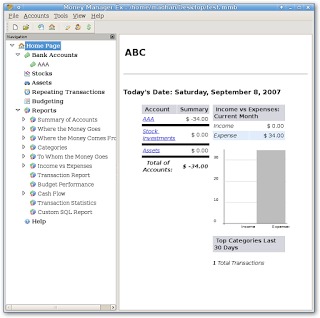 Money Manager Ex
File Accounts Tools View Help
Navigation
Home Page
Bank Accounts
AAA
Stocks
Assets
Repeating Transactions
Budgeting
Reports
Summary of Accounts
Where the Money Goes
Where the Money Comes From
Categories
To Whom the Money Goes
Income vs Expenses
Transaction Report
Budget Performance
Cash Flow
Transaction Statistics
Custom SQL Report
Help
ABC
Today's Date: Saturday, September 8, 2007
Account Summary
AAA $ -34.00
Stock Investments $ 0.00
Assets $ 0.00
Total of Accounts: $ -34.00
Income vs Expenses: Current Month
Income $ 0.00
Expense $ 34.00
Income Expenses
Top Categories Last 30 Days
1 Total Transactions